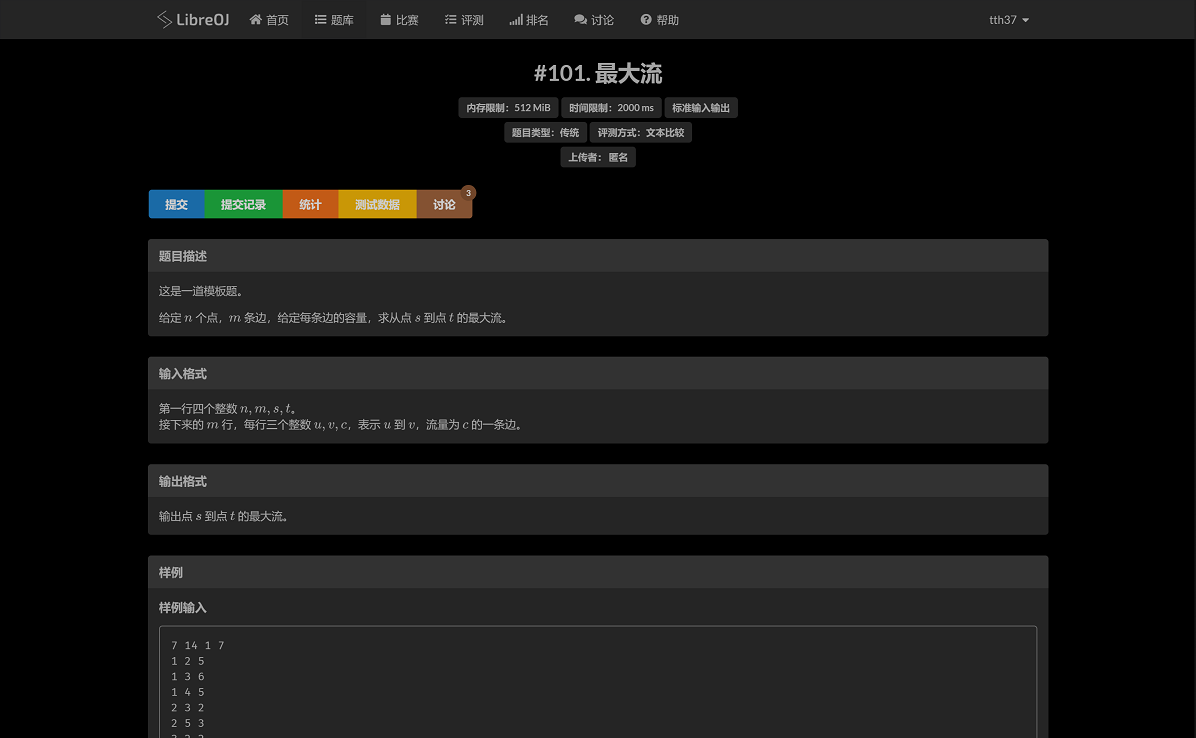 LibreOJ 首页 题库 比赛 评测 排名 讨论 帮助 tth37
#101. 最大流
内存限制：512 MiB 时间限制：2000 ms 标准输入输出
题目类型：传统 评测方式：文本比较
上传者： 匿名
提交 提交记录 统计 测试数据 讨论 3
题目描述
这是一道模板题。
给定 n 个点，m 条边，给定每条边的容量，求从点 s 到点 t 的最大流。
输入格式
第一行四个整数 n, m, s, t。
接下来的 m 行，每行三个整数 u, v, c，表示 u 到 v，流量为 c 的一条边。
输出格式
输出点 s 到点 t 的最大流。
样例
样例输入
7 14 1 7
1 2 5
1 3 6
1 4 5
2 3 2
2 5 3